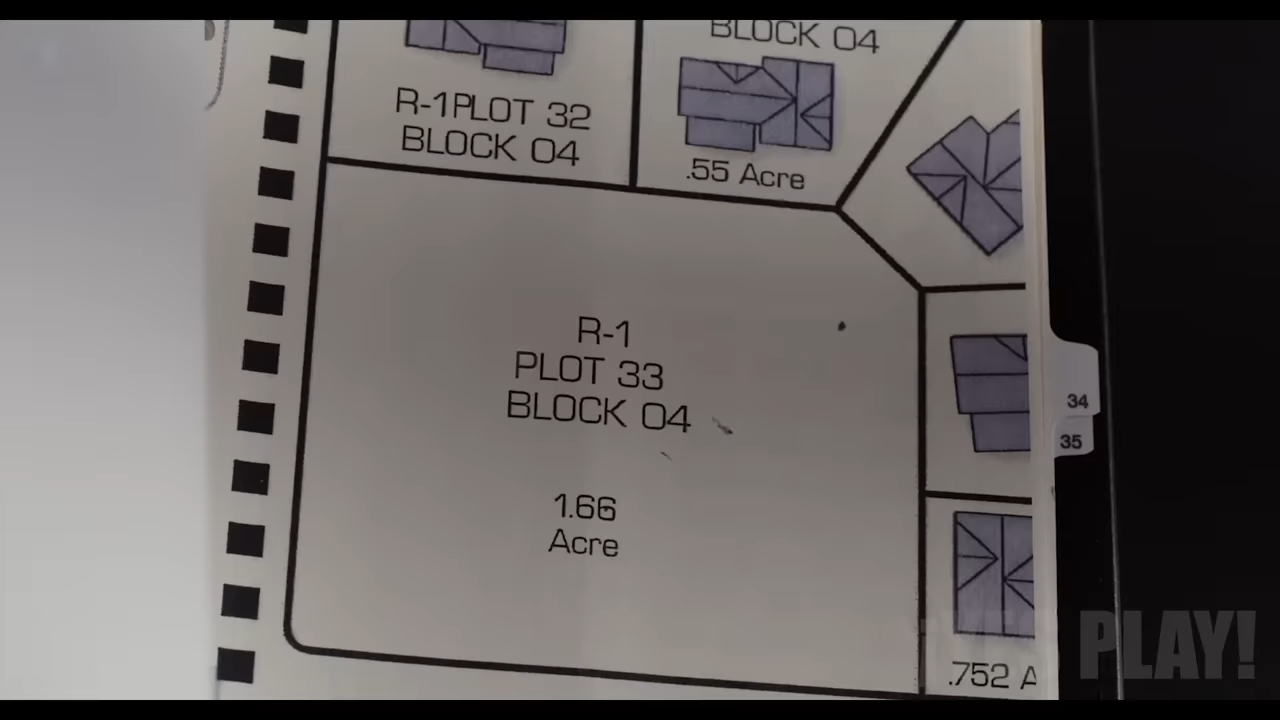 BLOCK 04
R-1PLOT 32
BLOCK 04
.55 Acre
R-1
PLOT 33
BLOCK 04
1.66
Acre
34
35
.752 A
PLAY!